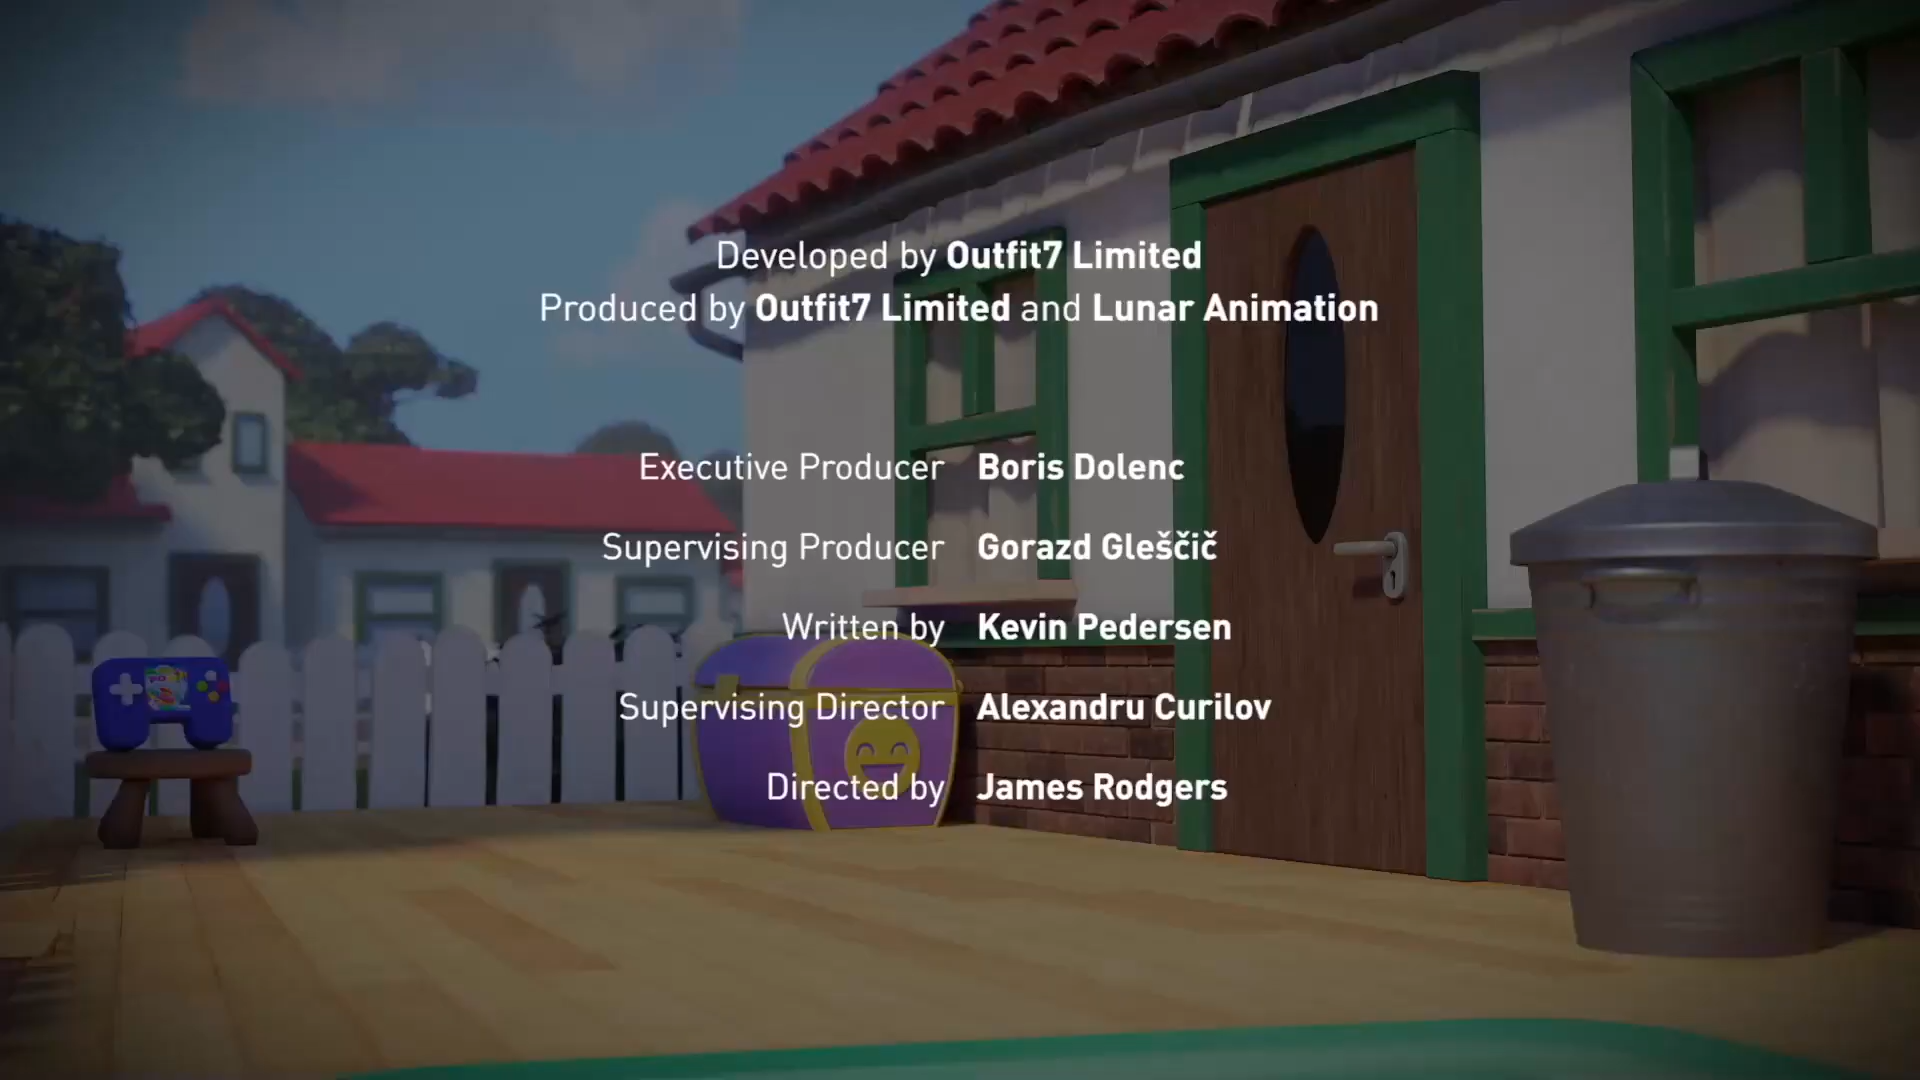 Developed by Outfit7 Limited
Produced by Outfit7 Limited and Lunar Animation
Executive Producer Boris Dolenc
Supervising Producer Gorazd Gleščič
Written by Kevin Pedersen
Supervising Director Alexandru Curilov
Directed by James Rodgers